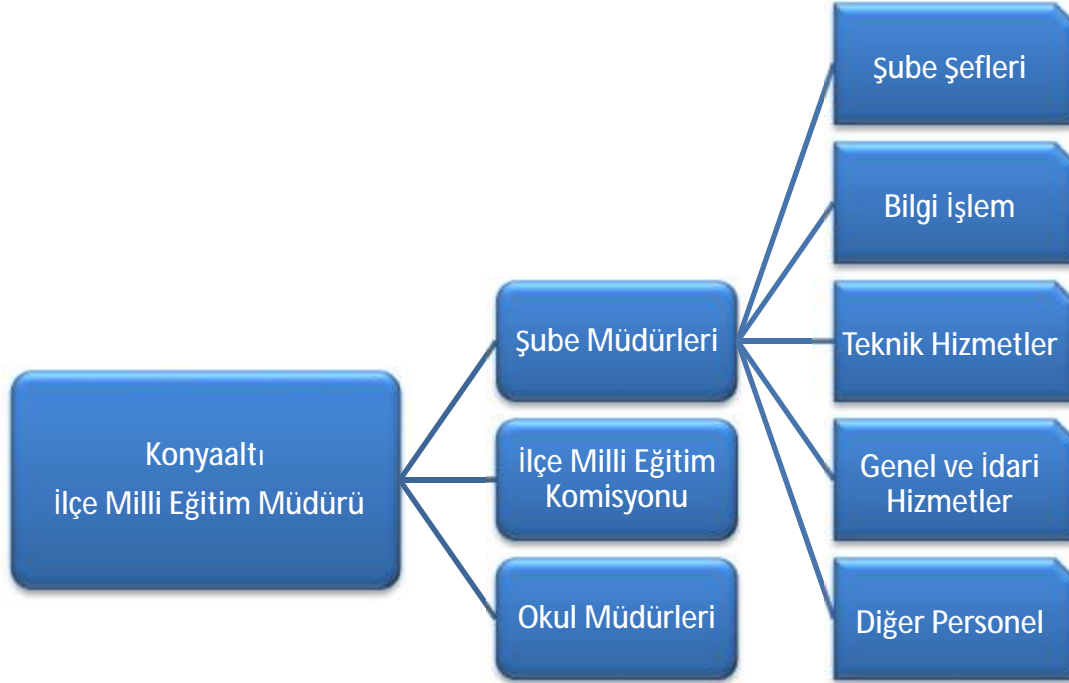 Konyaaltı
İlçe Milli Eğitim Müdürü
Şube Müdürleri
İlçe Milli Eğitim
Komisyonu
Okul Müdürleri
Şube Şefleri
Bilgi İşlem
Teknik Hizmetler
Genel ve İdari
Hizmetler
Diğer Personel